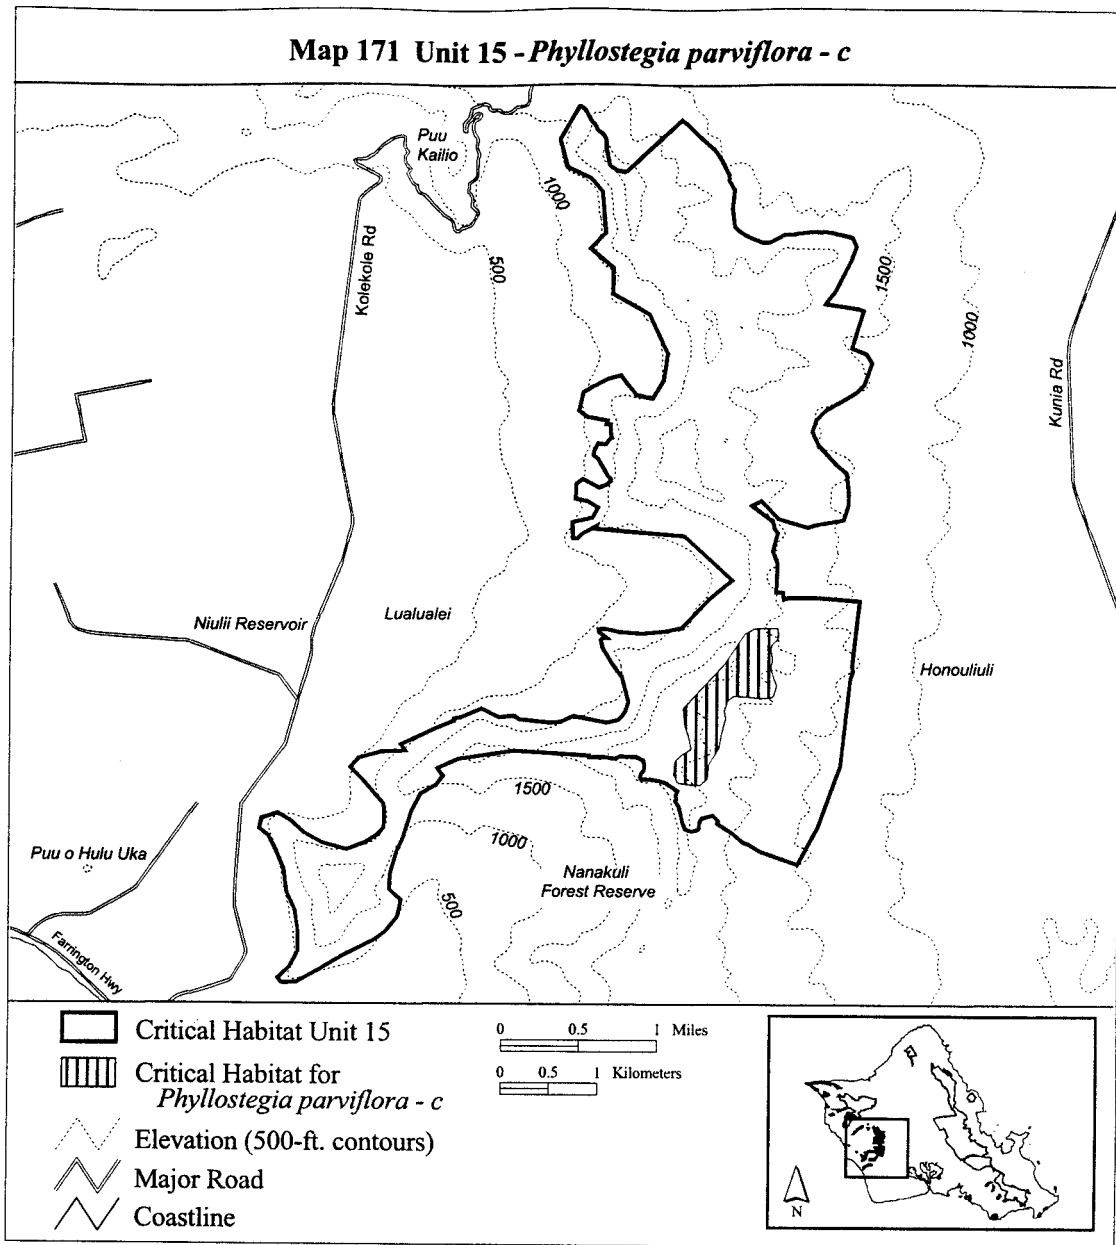 Map 171 Unit 15 - Phyllostegia parviflora - c
Puu
Kailio
1000
500
Kolekole Rd
1500
1000
Kunia Rd
Niulii Reservoir
Lualualei
Honouliuli
1500
1000
500
Puu o Hulu Uka
Nanakuli
Forest Reserve
Farrington Hwy
Critical Habitat Unit 15
Critical Habitat for
Phyllostegia parviflora - c
Elevation (500-ft. contours)
Major Road
Coastline
0 0.5 1 Miles
0 0.5 1 Kilometers
N